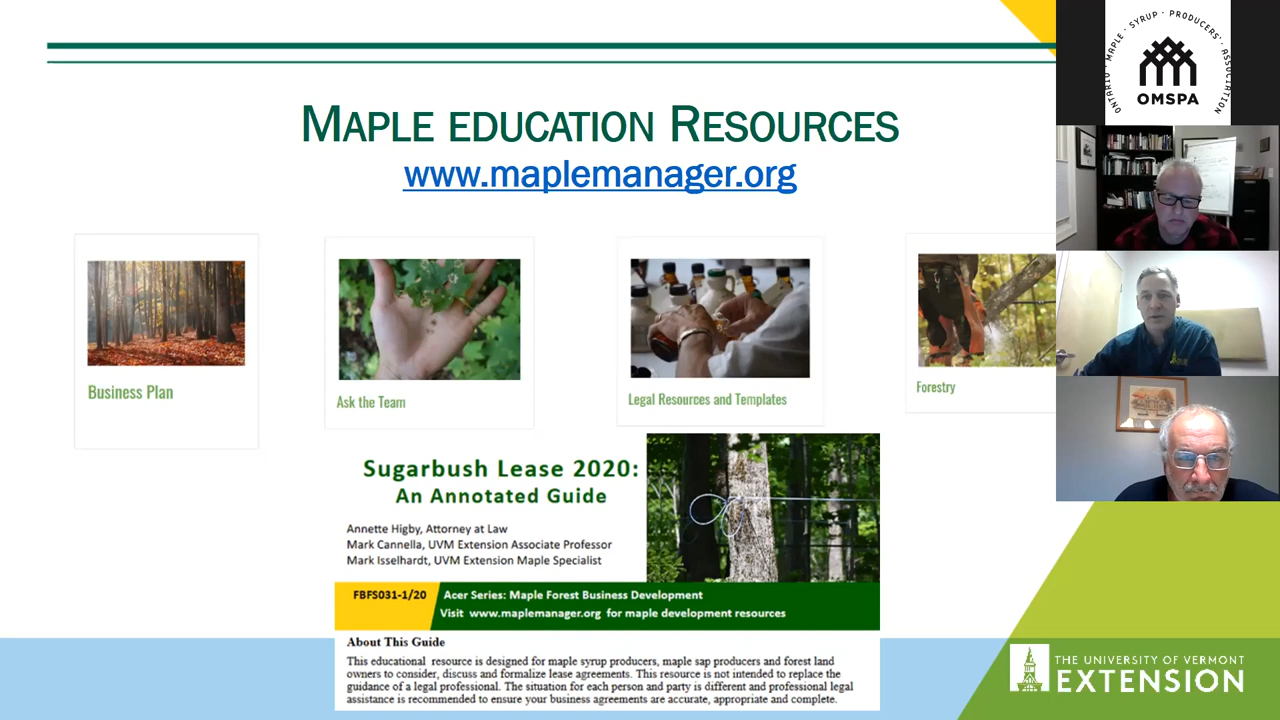 MAPLE EDUCATION RESOURCES
www.maplemanager.org
ONTARIO · MAPLE · SYRUP · PRODUCERS' · ASSOCIATION
OMSPA
Business Plan
Ask the Team
Legal Resources and Templates
Forestry
Sugarbush Lease 2020:
An Annotated Guide
Annette Higby, Attorney at Law
Mark Cannella, UVM Extension Associate Professor
Mark Isselhardt, UVM Extension Maple Specialist
FBFS031-1/20
Acer Series: Maple Forest Business Development
Visit www.maplemanager.org for maple development resources
About This Guide
This educational resource is designed for maple syrup producers, maple sap producers and forest land
owners to consider, discuss and formalize lease agreements. This resource is not intended to replace the
guidance of a legal professional. The situation for each person and party is different and professional legal
assistance is recommended to ensure your business agreements are accurate, appropriate and complete.
THE UNIVERSITY OF VERMONT
EXTENSION